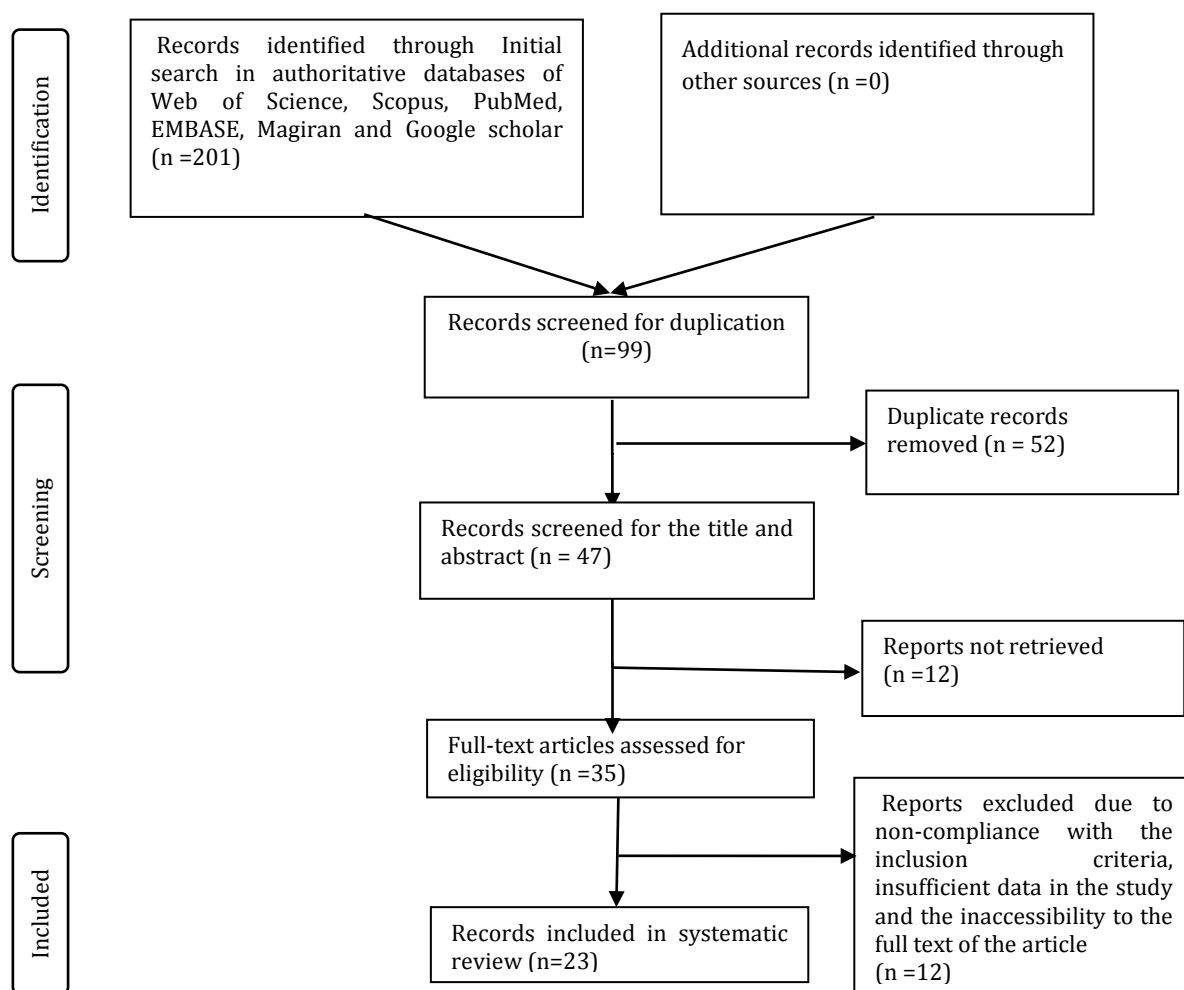 Identification
Records identified through Initial
search in authoritative databases of
Web of Science, Scopus, PubMed,
EMBASE, Magiran and Google scholar
(n =201)
Additional records identified through
other sources (n =0)
Records screened for duplication
(n=99)
Screening
Duplicate records
removed (n = 52)
Records screened for the title and
abstract (n = 47)
Reports not retrieved
(n =12)
Full-text articles assessed for
eligibility (n =35)
Reports excluded due to
non-compliance with the
inclusion criteria,
insufficient data in the study
and the inaccessibility to the
full text of the article
(n =12)
Included
Records included in systematic
review (n=23)